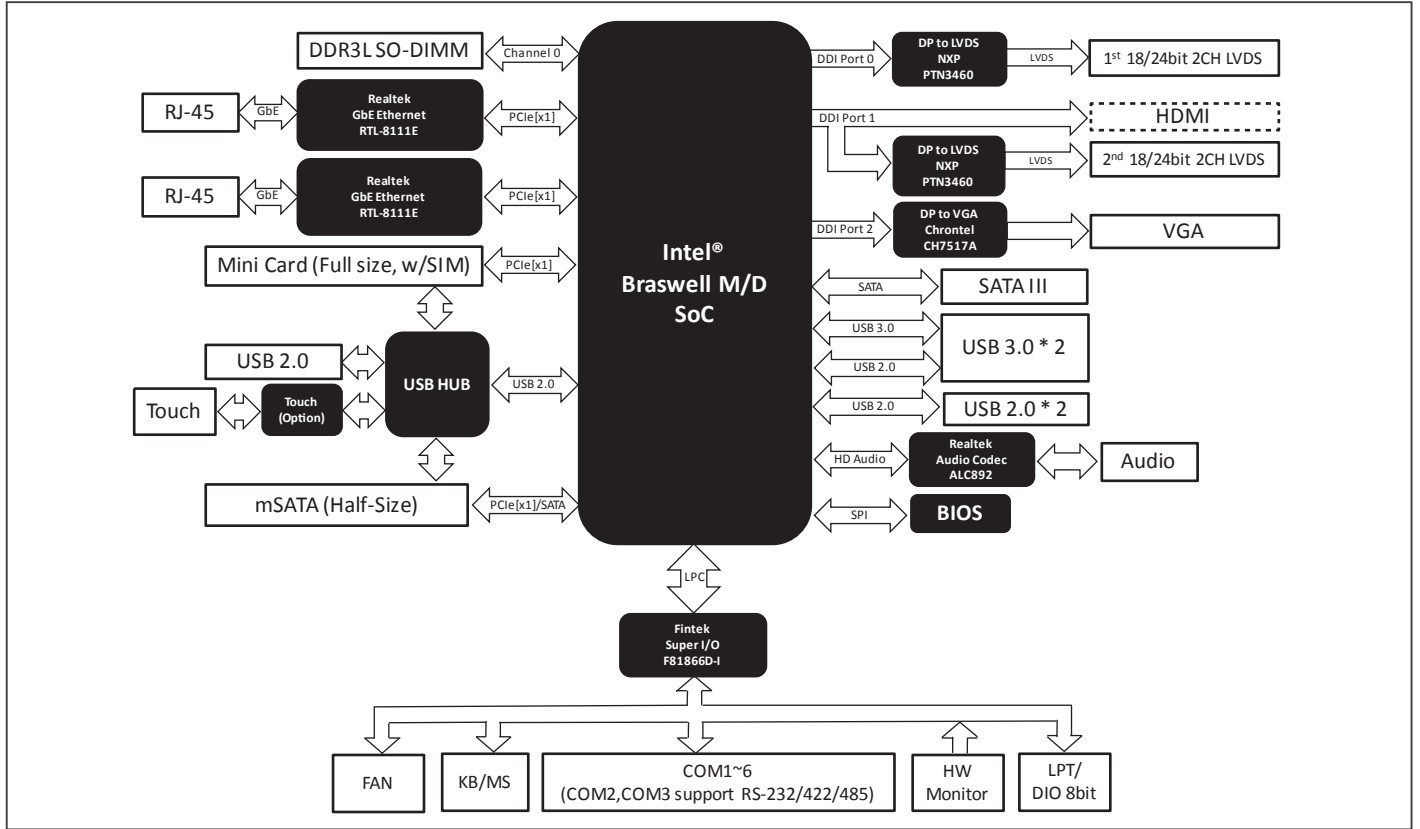 DDR3L SO-DIMM
Channel 0
RJ-45
GbE
Realtek
GbE Ethernet
RTL-8111E
PCIe[x1]
RJ-45
GbE
Realtek
GbE Ethernet
RTL-8111E
PCIe[x1]
Mini Card (Full size, w/SIM)
PCIe[x1]
USB 2.0
USB HUB
USB 2.0
Touch
Touch
(Option)
mSATA (Half-Size)
PCIe[x1]/SATA
Intel®
Braswell M/D
SoC
DDI Port 0
DP to LVDS
NXP
PTN3460
LVDS
1st 18/24bit 2CH LVDS
DDI Port 1
HDMI
DP to LVDS
NXP
PTN3460
LVDS
2nd 18/24bit 2CH LVDS
DDI Port 2
DP to VGA
Chrontel
CH7517A
VGA
SATA
SATA III
USB 3.0
USB 2.0
USB 3.0 * 2
USB 2.0
USB 2.0 * 2
HD Audio
Realtek
Audio Codec
ALC892
Audio
SPI
BIOS
LPC
Fintek
Super I/O
F81866D-I
FAN
KB/MS
COM1~6
(COM2,COM3 support RS-232/422/485)
HW
Monitor
LPT/
DIO 8bit